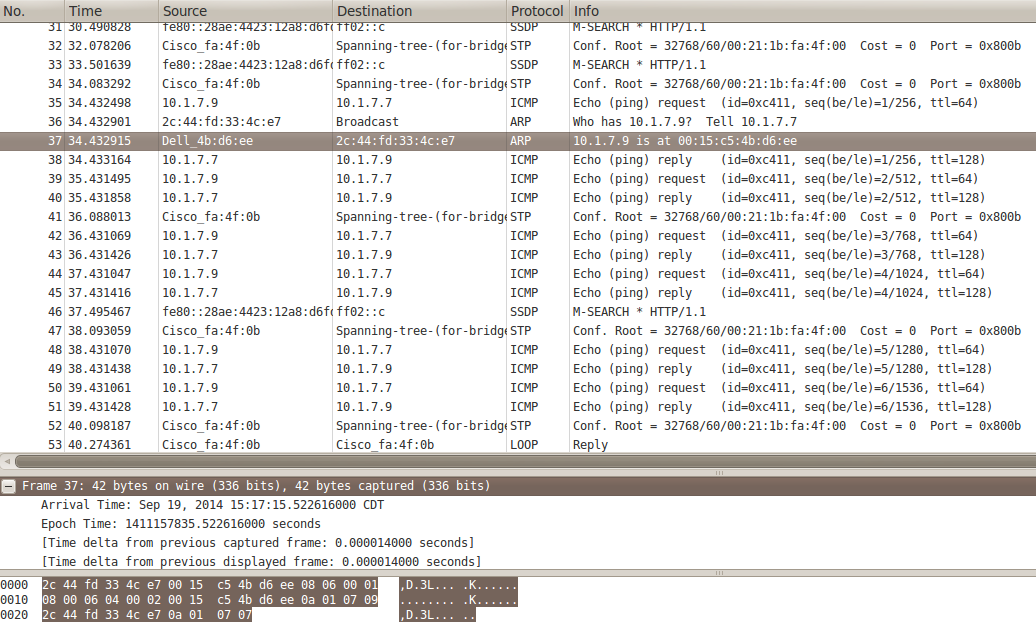 No. Time Source Destination Protocol Info
31 30.490828 fe80::28ae:4423:12a8:d6fc ff02::c SSDP M-SEARCH * HTTP/1.1
32 32.078206 Cisco_fa:4f:0b Spanning-tree-(for-bridge STP Conf. Root = 32768/60/00:21:1b:fa:4f:00 Cost = 0 Port = 0x800b
33 33.501639 fe80::28ae:4423:12a8:d6fc ff02::c SSDP M-SEARCH * HTTP/1.1
34 34.083292 Cisco_fa:4f:0b Spanning-tree-(for-bridge STP Conf. Root = 32768/60/00:21:1b:fa:4f:00 Cost = 0 Port = 0x800b
35 34.432498 10.1.7.9 10.1.7.7 ICMP Echo (ping) request (id=0xc411, seq(be/le)=1/256, ttl=64)
36 34.432901 2c:44:fd:33:4c:e7 Broadcast ARP Who has 10.1.7.9? Tell 10.1.7.7
37 34.432915 Dell_4b:d6:ee 2c:44:fd:33:4c:e7 ARP 10.1.7.9 is at 00:15:c5:4b:d6:ee
38 34.433164 10.1.7.7 10.1.7.9 ICMP Echo (ping) reply (id=0xc411, seq(be/le)=1/256, ttl=128)
39 35.431495 10.1.7.9 10.1.7.7 ICMP Echo (ping) request (id=0xc411, seq(be/le)=2/512, ttl=64)
40 35.431858 10.1.7.7 10.1.7.9 ICMP Echo (ping) reply (id=0xc411, seq(be/le)=2/512, ttl=128)
41 36.088013 Cisco_fa:4f:0b Spanning-tree-(for-bridge STP Conf. Root = 32768/60/00:21:1b:fa:4f:00 Cost = 0 Port = 0x800b
42 36.431069 10.1.7.9 10.1.7.7 ICMP Echo (ping) request (id=0xc411, seq(be/le)=3/768, ttl=64)
43 36.431426 10.1.7.7 10.1.7.9 ICMP Echo (ping) reply (id=0xc411, seq(be/le)=3/768, ttl=128)
44 37.431047 10.1.7.9 10.1.7.7 ICMP Echo (ping) request (id=0xc411, seq(be/le)=4/1024, ttl=64)
45 37.431416 10.1.7.7 10.1.7.9 ICMP Echo (ping) reply (id=0xc411, seq(be/le)=4/1024, ttl=128)
46 37.495467 fe80::28ae:4423:12a8:d6fc ff02::c SSDP M-SEARCH * HTTP/1.1
47 38.093059 Cisco_fa:4f:0b Spanning-tree-(for-bridge STP Conf. Root = 32768/60/00:21:1b:fa:4f:00 Cost = 0 Port = 0x800b
48 38.431070 10.1.7.9 10.1.7.7 ICMP Echo (ping) request (id=0xc411, seq(be/le)=5/1280, ttl=64)
49 38.431438 10.1.7.7 10.1.7.9 ICMP Echo (ping) reply (id=0xc411, seq(be/le)=5/1280, ttl=128)
50 39.431061 10.1.7.9 10.1.7.7 ICMP Echo (ping) request (id=0xc411, seq(be/le)=6/1536, ttl=64)
51 39.431428 10.1.7.7 10.1.7.9 ICMP Echo (ping) reply (id=0xc411, seq(be/le)=6/1536, ttl=128)
52 40.098187 Cisco_fa:4f:0b Spanning-tree-(for-bridge STP Conf. Root = 32768/60/00:21:1b:fa:4f:00 Cost = 0 Port = 0x800b
53 40.274361 Cisco_fa:4f:0b Cisco_fa:4f:0b LOOP Reply
Frame 37: 42 bytes on wire (336 bits), 42 bytes captured (336 bits)
Arrival Time: Sep 19, 2014 15:17:15.522616000 CDT
Epoch Time: 1411157835.522616000 seconds
[Time delta from previous captured frame: 0.000014000 seconds]
[Time delta from previous displayed frame: 0.000014000 seconds]
0000 2c 44 fd 33 4c e7 00 15 c5 4b d6 ee 08 06 00 01 ,D.3L... .K......
0010 08 00 06 04 00 02 00 15 c5 4b d6 ee 0a 01 07 09 ........ .K......
0020 2c 44 fd 33 4c e7 0a 01 07 07 ,D.3L... ..